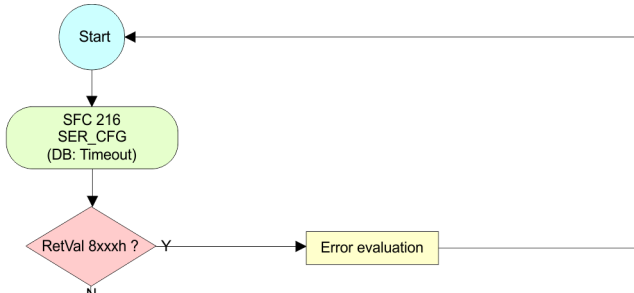 Start
SFC 216
SER_CFG
(DB: Timeout)
RetVal 8xxxh ?
Y
Error evaluation
N